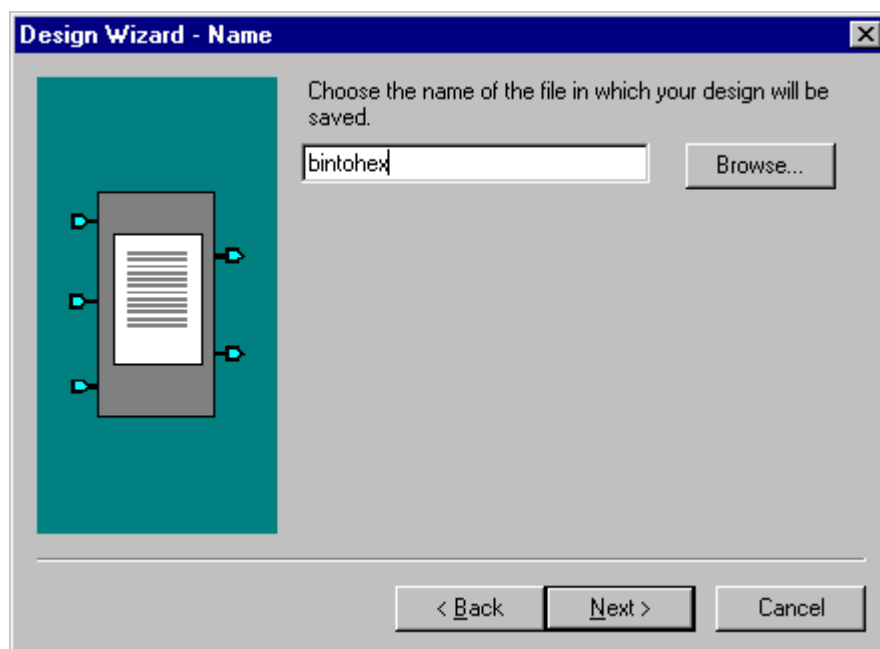 Design Wizard - Name
Choose the name of the file in which your design will be
saved.
bintohex
Browse...
< Back
Next >
Cancel